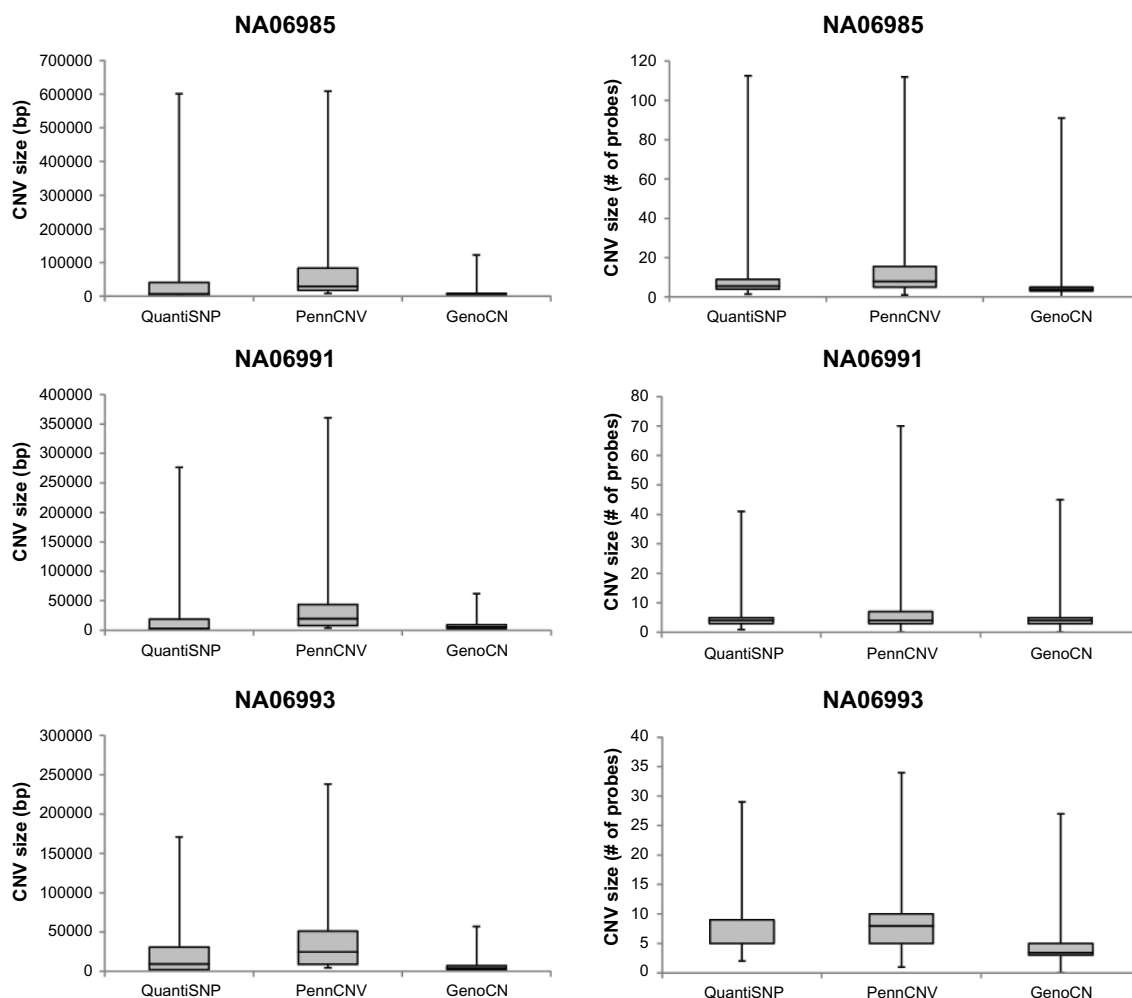 NA06985
CNV size (bp)
700000
600000
500000
400000
300000
200000
100000
0
QuantiSNP PennCNV GenoCN
NA06985
CNV size (# of probes)
120
100
80
60
40
20
0
QuantiSNP PennCNV GenoCN
NA06991
CNV size (bp)
400000
350000
300000
250000
200000
150000
100000
50000
0
QuantiSNP PennCNV GenoCN
NA06991
CNV size (# of probes)
80
70
60
50
40
30
20
10
0
QuantiSNP PennCNV GenoCN
NA06993
CNV size (bp)
300000
250000
200000
150000
100000
50000
0
QuantiSNP PennCNV GenoCN
NA06993
CNV size (# of probes)
40
35
30
25
20
15
10
5
0
QuantiSNP PennCNV GenoCN